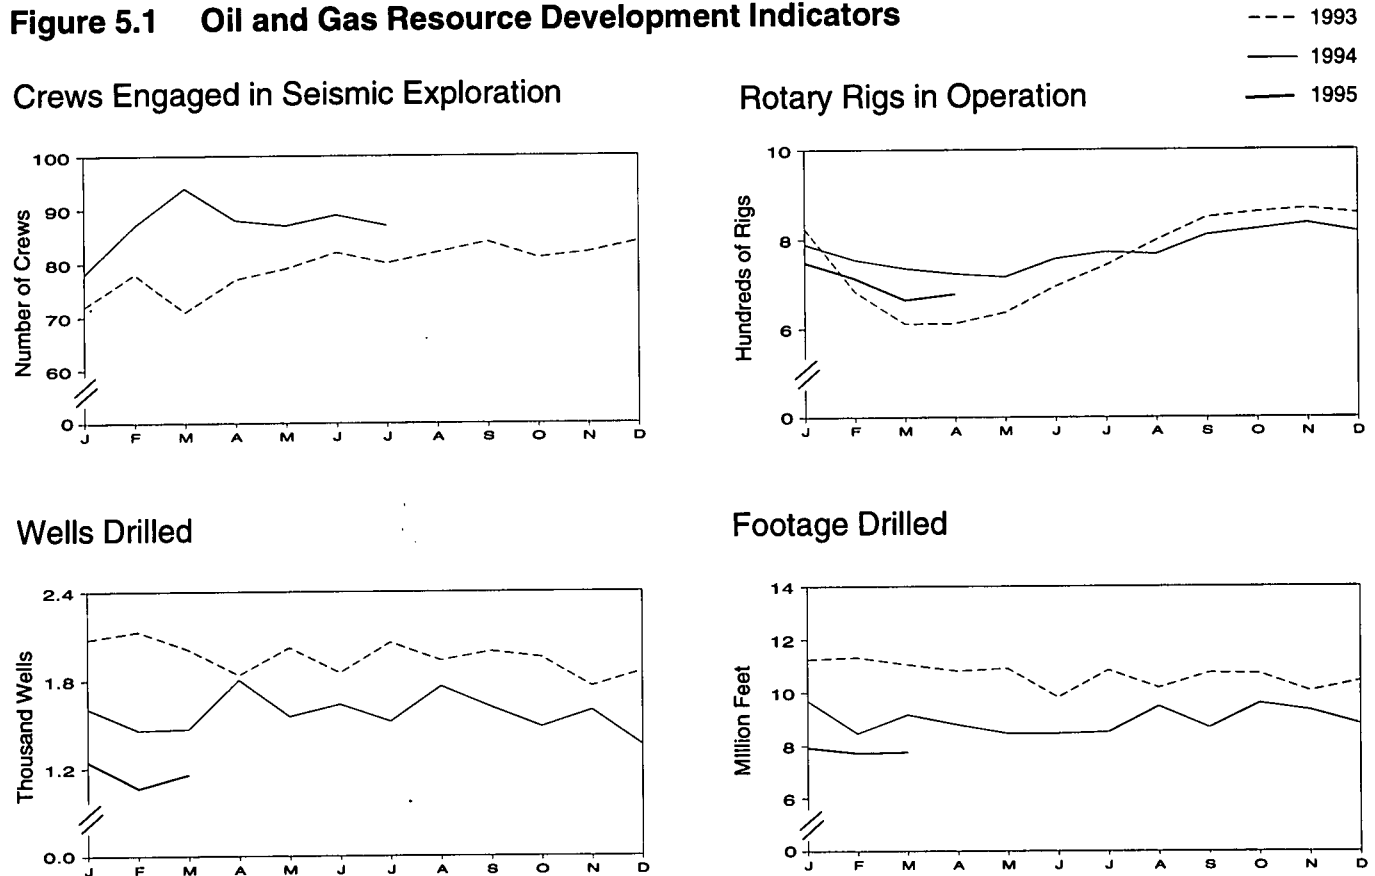 Figure 5.1 Oil and Gas Resource Development Indicators
1993
1994
1995
Crews Engaged in Seismic Exploration
Number of Crews
100
90
80
70
60
0
J F M A M J J A S O N D
Rotary Rigs in Operation
Hundreds of Rigs
10
8
6
0
J F M A M J J A S O N D
Wells Drilled
Thousand Wells
2.4
1.8
1.2
0.0
J F M A M J J A S O N D
Footage Drilled
Million Feet
14
12
10
8
6
0
J F M A M J J A S O N D